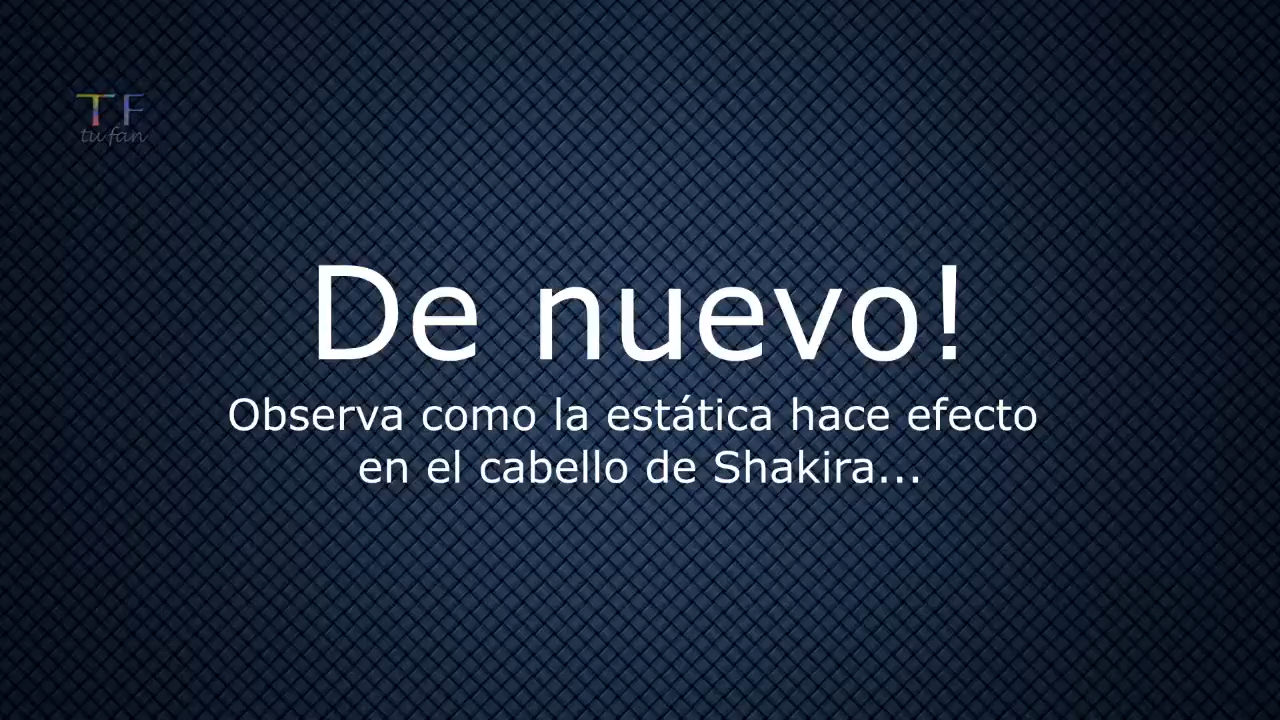 TF
tu fan
De nuevo!
Observa como la estática hace efecto
en el cabello de Shakira...